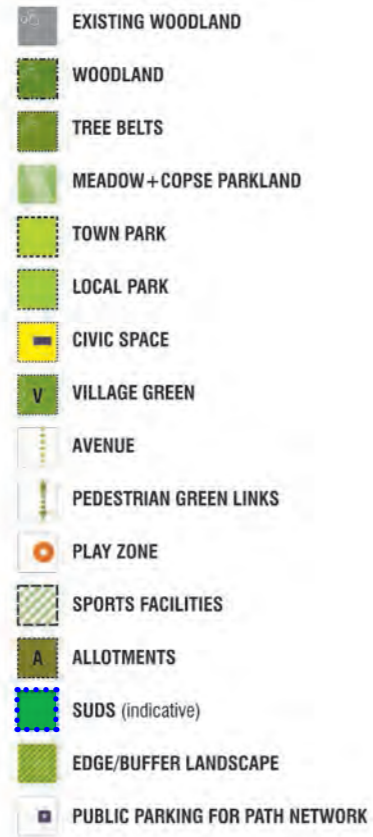 EXISTING WOODLAND
WOODLAND
TREE BELTS
MEADOW+COPSE PARKLAND
TOWN PARK
LOCAL PARK
CIVIC SPACE
V VILLAGE GREEN
AVENUE
PEDESTRIAN GREEN LINKS
PLAY ZONE
SPORTS FACILITIES
A ALLOTMENTS
SUDS (indicative)
EDGE/BUFFER LANDSCAPE
PUBLIC PARKING FOR PATH NETWORK